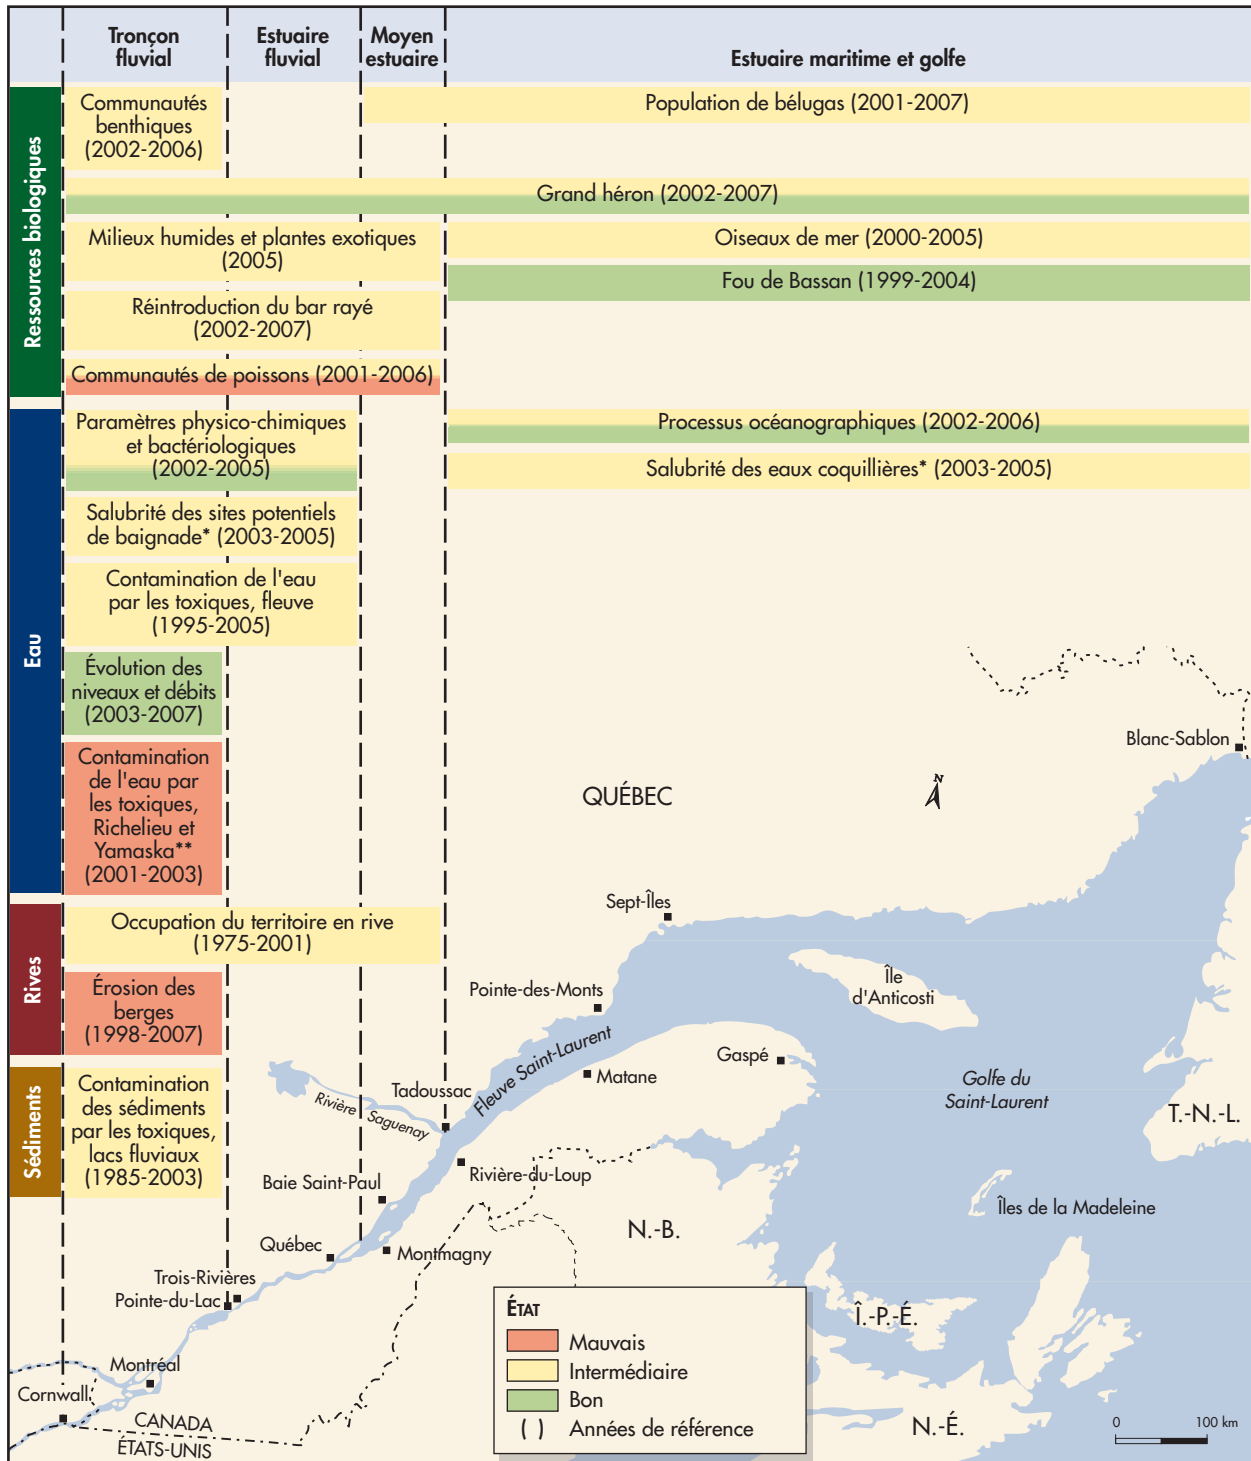 Tronçon
fluvial
Estuaire
fluvial
Moyen
estuaire
Estuaire maritime et golfe
Ressources biologiques
Communautés
benthiques
(2002-2006)
Population de bélugas (2001-2007)
Grand héron (2002-2007)
Milieux humides et plantes exotiques
(2005)
Oiseaux de mer (2000-2005)
Fou de Bassan (1999-2004)
Réintroduction du bar rayé
(2002-2007)
Communautés de poissons (2001-2006)
Eau
Paramètres physico-chimiques
et bactériologiques
(2002-2005)
Processus océanographiques (2002-2006)
Salubrité des eaux coquillières* (2003-2005)
Salubrité des sites potentiels
de baignade* (2003-2005)
Contamination de l'eau
par les toxiques, fleuve
(1995-2005)
Évolution des
niveaux et débits
(2003-2007)
Contamination
de l'eau par
les toxiques,
Richelieu et
Yamaska**
(2001-2003)
Rives
Occupation du territoire en rive
(1975-2001)
Érosion des
berges
(1998-2007)
Sédiments
Contamination
des sédiments
par les toxiques,
lacs fluviaux
(1985-2003)
Blanc-Sablon
QUÉBEC
N
Sept-Îles
Île
d'Anticosti
Pointe-des-Monts
Fleuve Saint-Laurent
Gaspé
Matane
Golfe du
Saint-Laurent
T.-N.-L.
Tadoussac
Rivière Saguenay
Rivière-du-Loup
Baie Saint-Paul
Îles de la Madeleine
N.-B.
Québec
Montmagny
Trois-Rivières
Pointe-du-Lac
Î.-P.-É.
Montréal
Cornwall
CANADA
ÉTATS-UNIS
N.-É.
ÉTAT
Mauvais
Intermédiaire
Bon
( ) Années de référence
0 100 km